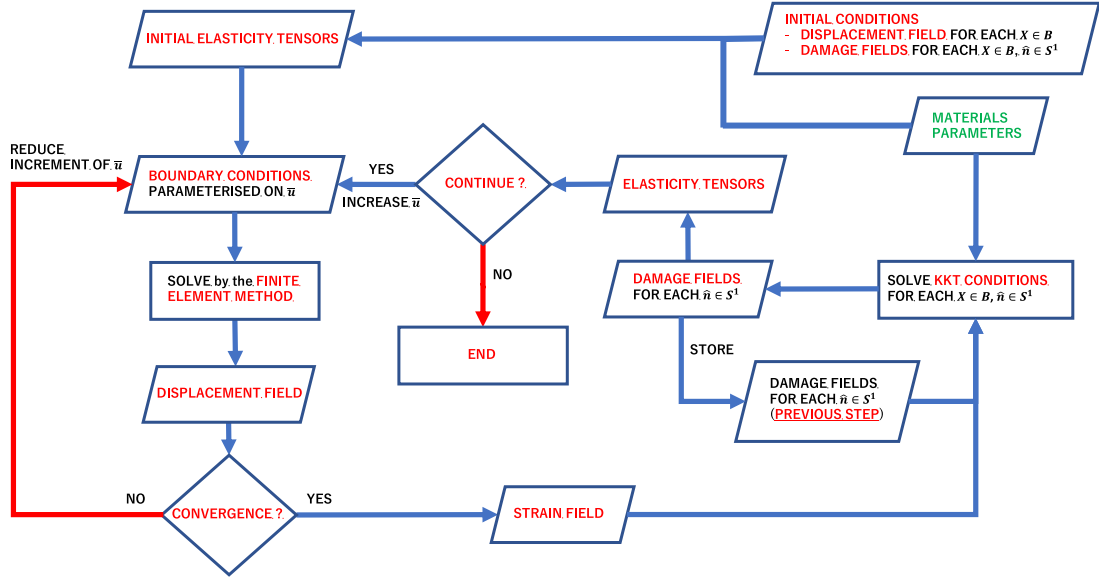 INITIAL ELASTICITY TENSORS
INITIAL CONDITIONS
- DISPLACEMENT FIELD FOR EACH X ∈ B
- DAMAGE FIELDS FOR EACH X ∈ B, n̂ ∈ S¹
MATERIALS
PARAMETERS
REDUCE
INCREMENT OF ū
BOUNDARY CONDITIONS
PARAMETERISED ON ū
YES
INCREASE ū
CONTINUE ?
ELASTICITY TENSORS
NO
SOLVE by the FINITE
ELEMENT METHOD
DAMAGE FIELDS
FOR EACH n̂ ∈ S¹
SOLVE KKT CONDITIONS
FOR EACH X ∈ B, n̂ ∈ S¹
END
STORE
DISPLACEMENT FIELD
DAMAGE FIELDS
FOR EACH n̂ ∈ S¹
(PREVIOUS STEP)
NO
CONVERGENCE ?
YES
STRAIN FIELD